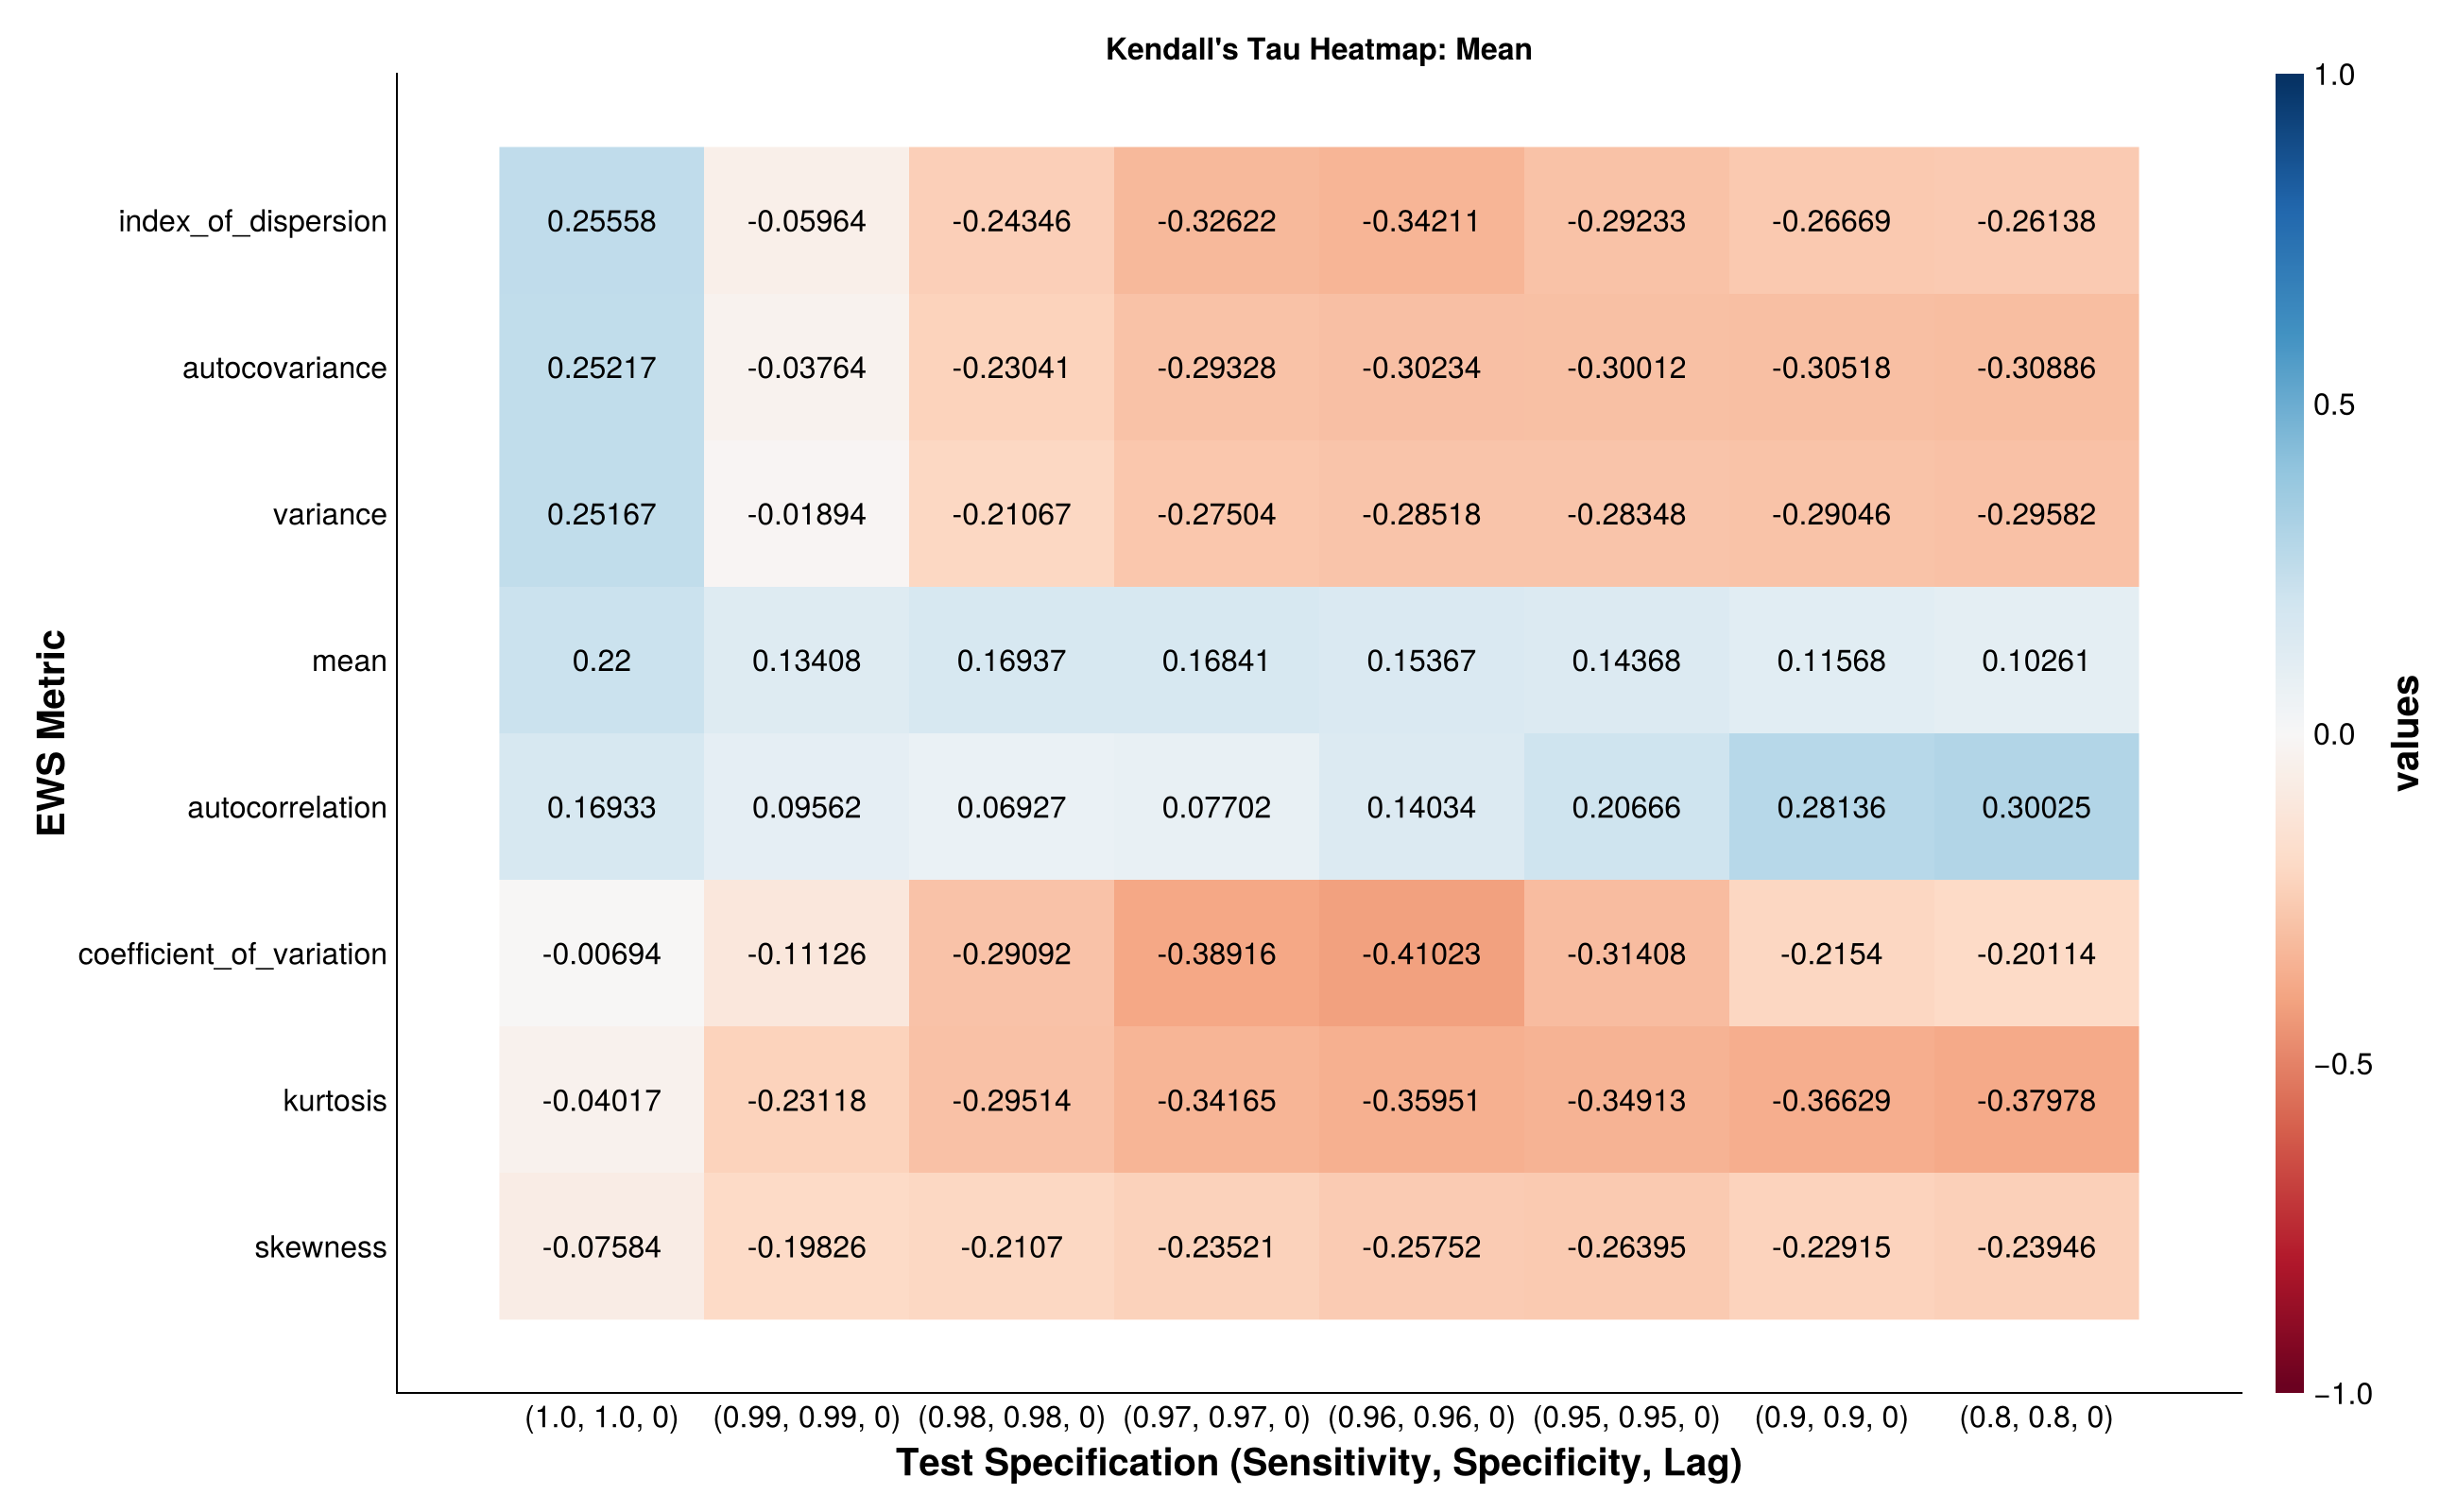 Kendall's Tau Heatmap: Mean
EWS Metric
index_of_dispersion 0.25558 -0.05964 -0.24346 -0.32622 -0.34211 -0.29233 -0.26669 -0.26138
autocovariance 0.25217 -0.03764 -0.23041 -0.29328 -0.30234 -0.30012 -0.30518 -0.30886
variance 0.25167 -0.01894 -0.21067 -0.27504 -0.28518 -0.28348 -0.29046 -0.29582
mean 0.22 0.13408 0.16937 0.16841 0.15367 0.14368 0.11568 0.10261
autocorrelation 0.16933 0.09562 0.06927 0.07702 0.14034 0.20666 0.28136 0.30025
coefficient_of_variation -0.00694 -0.11126 -0.29092 -0.38916 -0.41023 -0.31408 -0.2154 -0.20114
kurtosis -0.04017 -0.23118 -0.29514 -0.34165 -0.35951 -0.34913 -0.36629 -0.37978
skewness -0.07584 -0.19826 -0.2107 -0.23521 -0.25752 -0.26395 -0.22915 -0.23946
(1.0, 1.0, 0) (0.99, 0.99, 0) (0.98, 0.98, 0) (0.97, 0.97, 0) (0.96, 0.96, 0) (0.95, 0.95, 0) (0.9, 0.9, 0) (0.8, 0.8, 0)
Test Specification (Sensitivity, Specificity, Lag)
1.0
0.5
0.0
−0.5
−1.0
values